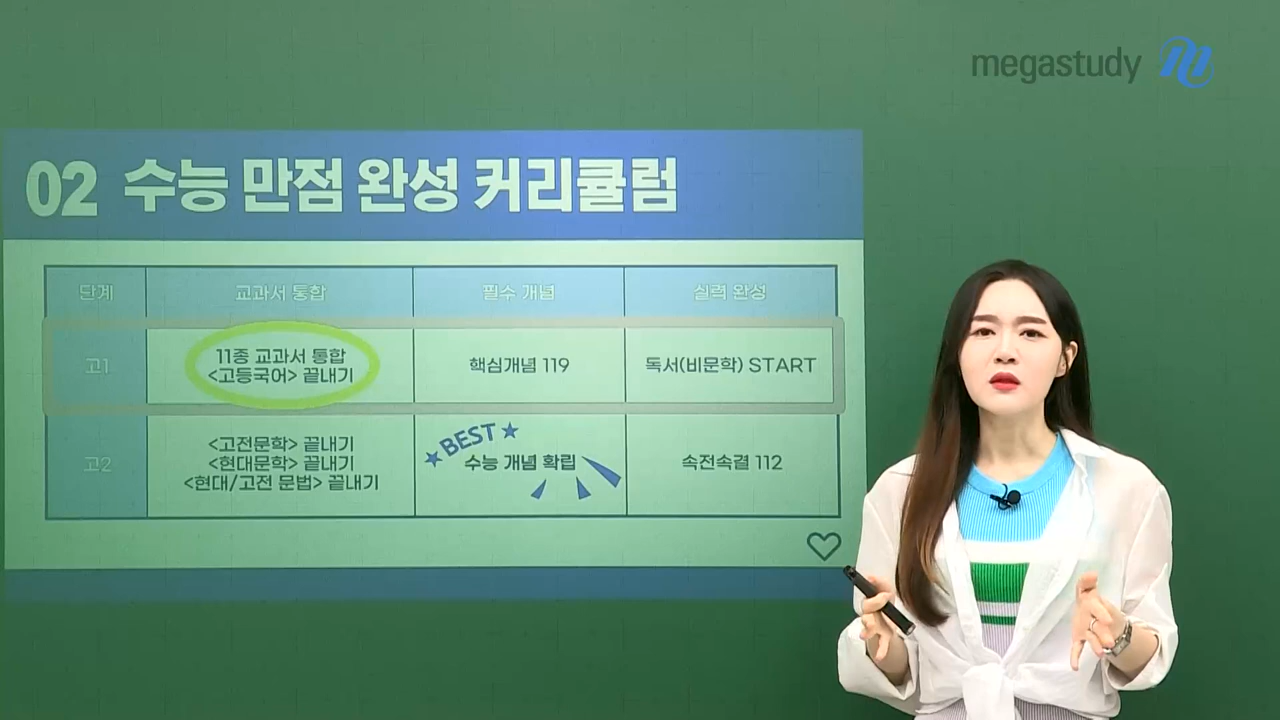 megastudy
02 수능 만점 완성 커리큘럼
단계 교과서 통합 필수 개념 실력 완성
고1
11종 교과서 통합
<고등국어> 끝내기
핵심개념 119
독서(비문학) START
고2
<고전문학> 끝내기
<현대문학> 끝내기
<현대/고전 문법> 끝내기
BEST
수능 개념 확립
속전속결 112